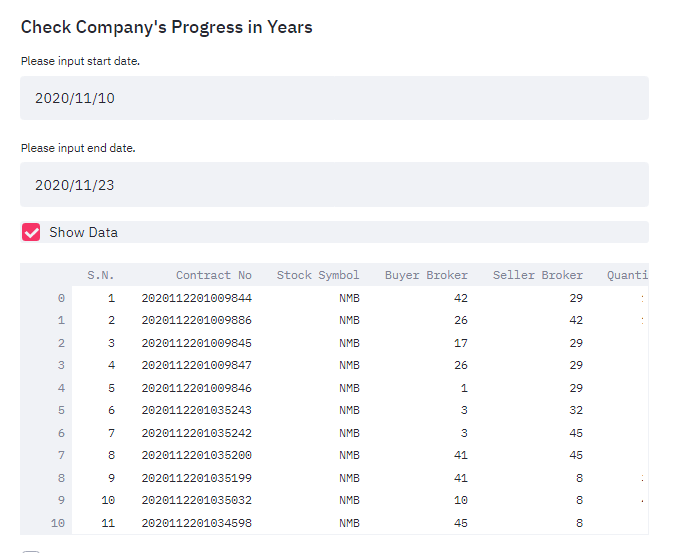 Check Company's Progress in Years
Please input start date.
2020/11/10
Please input end date.
2020/11/23
Show Data
S.N. Contract No Stock Symbol Buyer Broker Seller Broker Quanti
0 1 2020112201009844 NMB 42 29
1 2 2020112201009886 NMB 26 42
2 3 2020112201009845 NMB 17 29
3 4 2020112201009847 NMB 26 29
4 5 2020112201009846 NMB 1 29
5 6 2020112201035243 NMB 3 32
6 7 2020112201035242 NMB 3 45
7 8 2020112201035200 NMB 41 45
8 9 2020112201035199 NMB 41 8
9 10 2020112201035032 NMB 10 8
10 11 2020112201034598 NMB 45 8